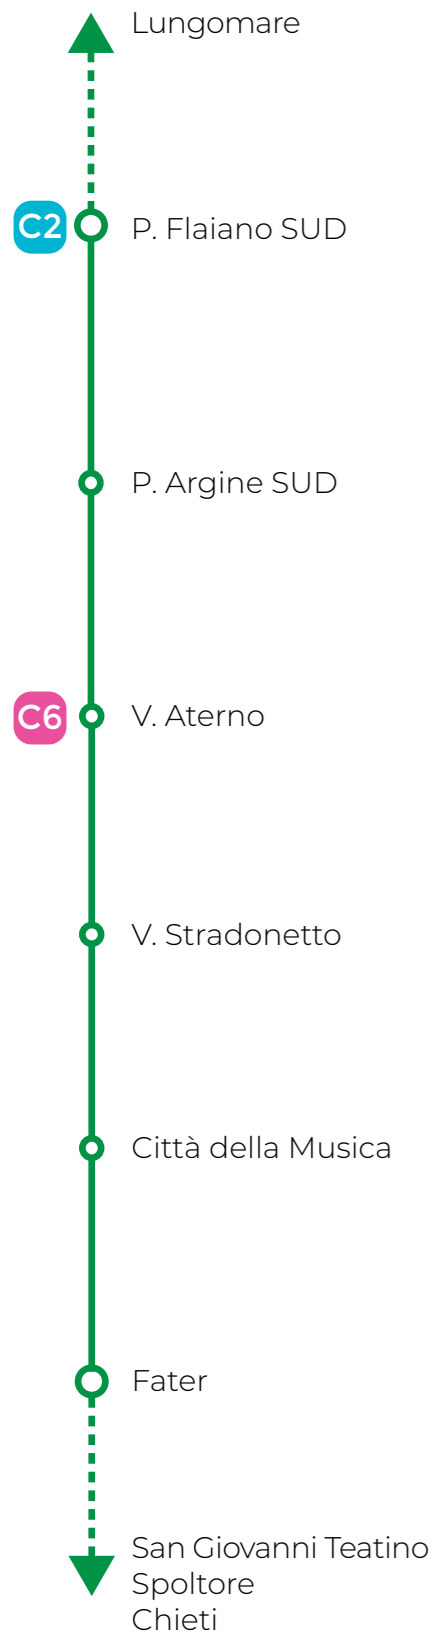 Lungomare
C2
P. Flaiano SUD
P. Argine SUD
C6
V. Aterno
V. Stradonetto
Città della Musica
Fater
San Giovanni Teatino
Spoltore
Chieti